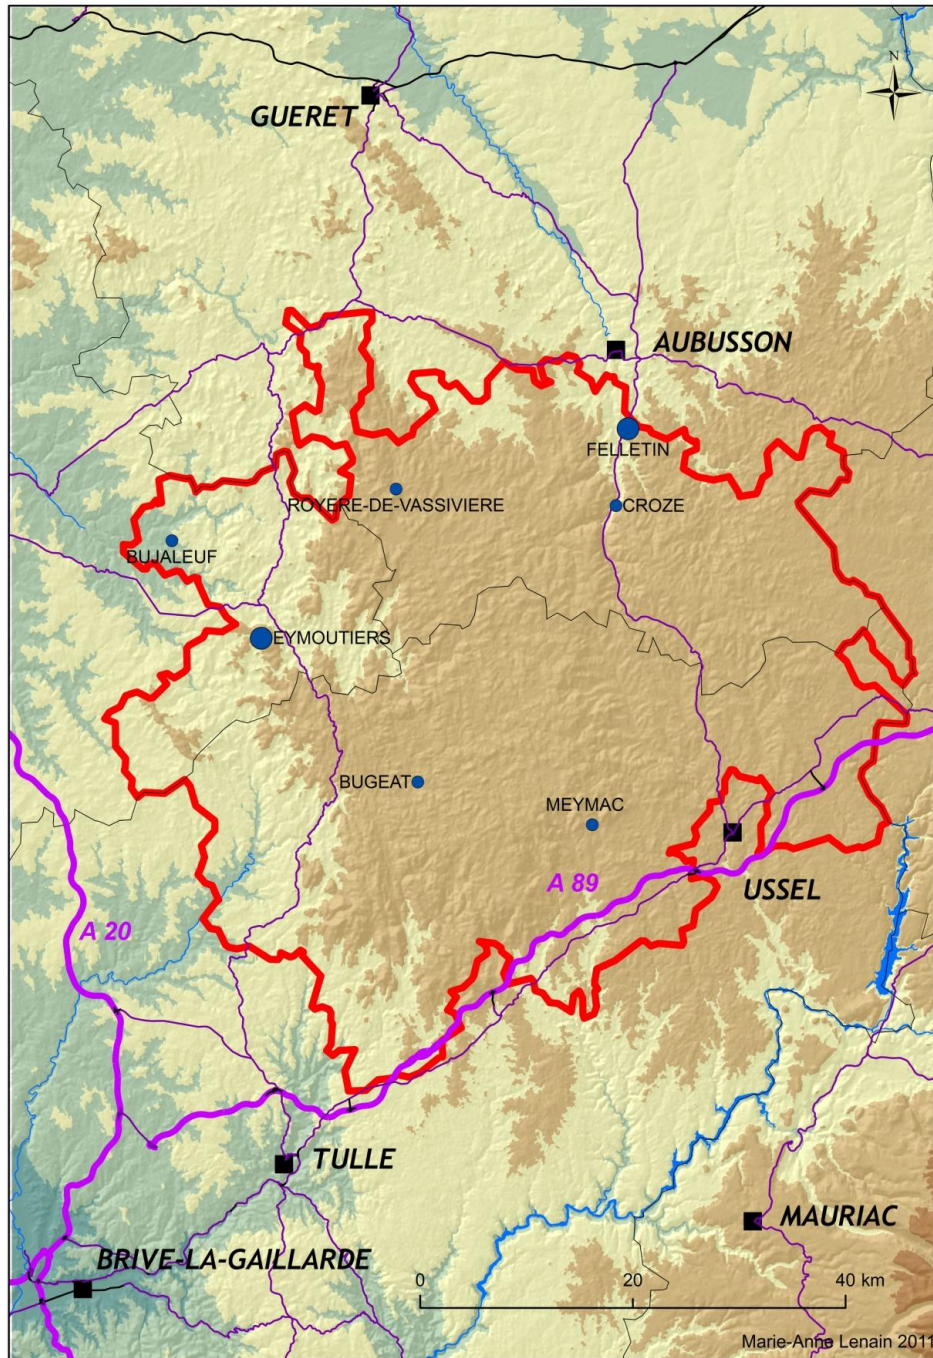 N
GUERET
AUBUSSON
FELLETIN
ROYERE-DE-VASSIVIERE
CROZE
BUJALEUF
EYMOUTIERS
BUGEAT
MEYMAC
A 89
USSEL
A 20
TULLE
MAURIAC
BRIVE-LA-GAILLARDE
0 20 40 km
Marie-Anne Lenain 2011